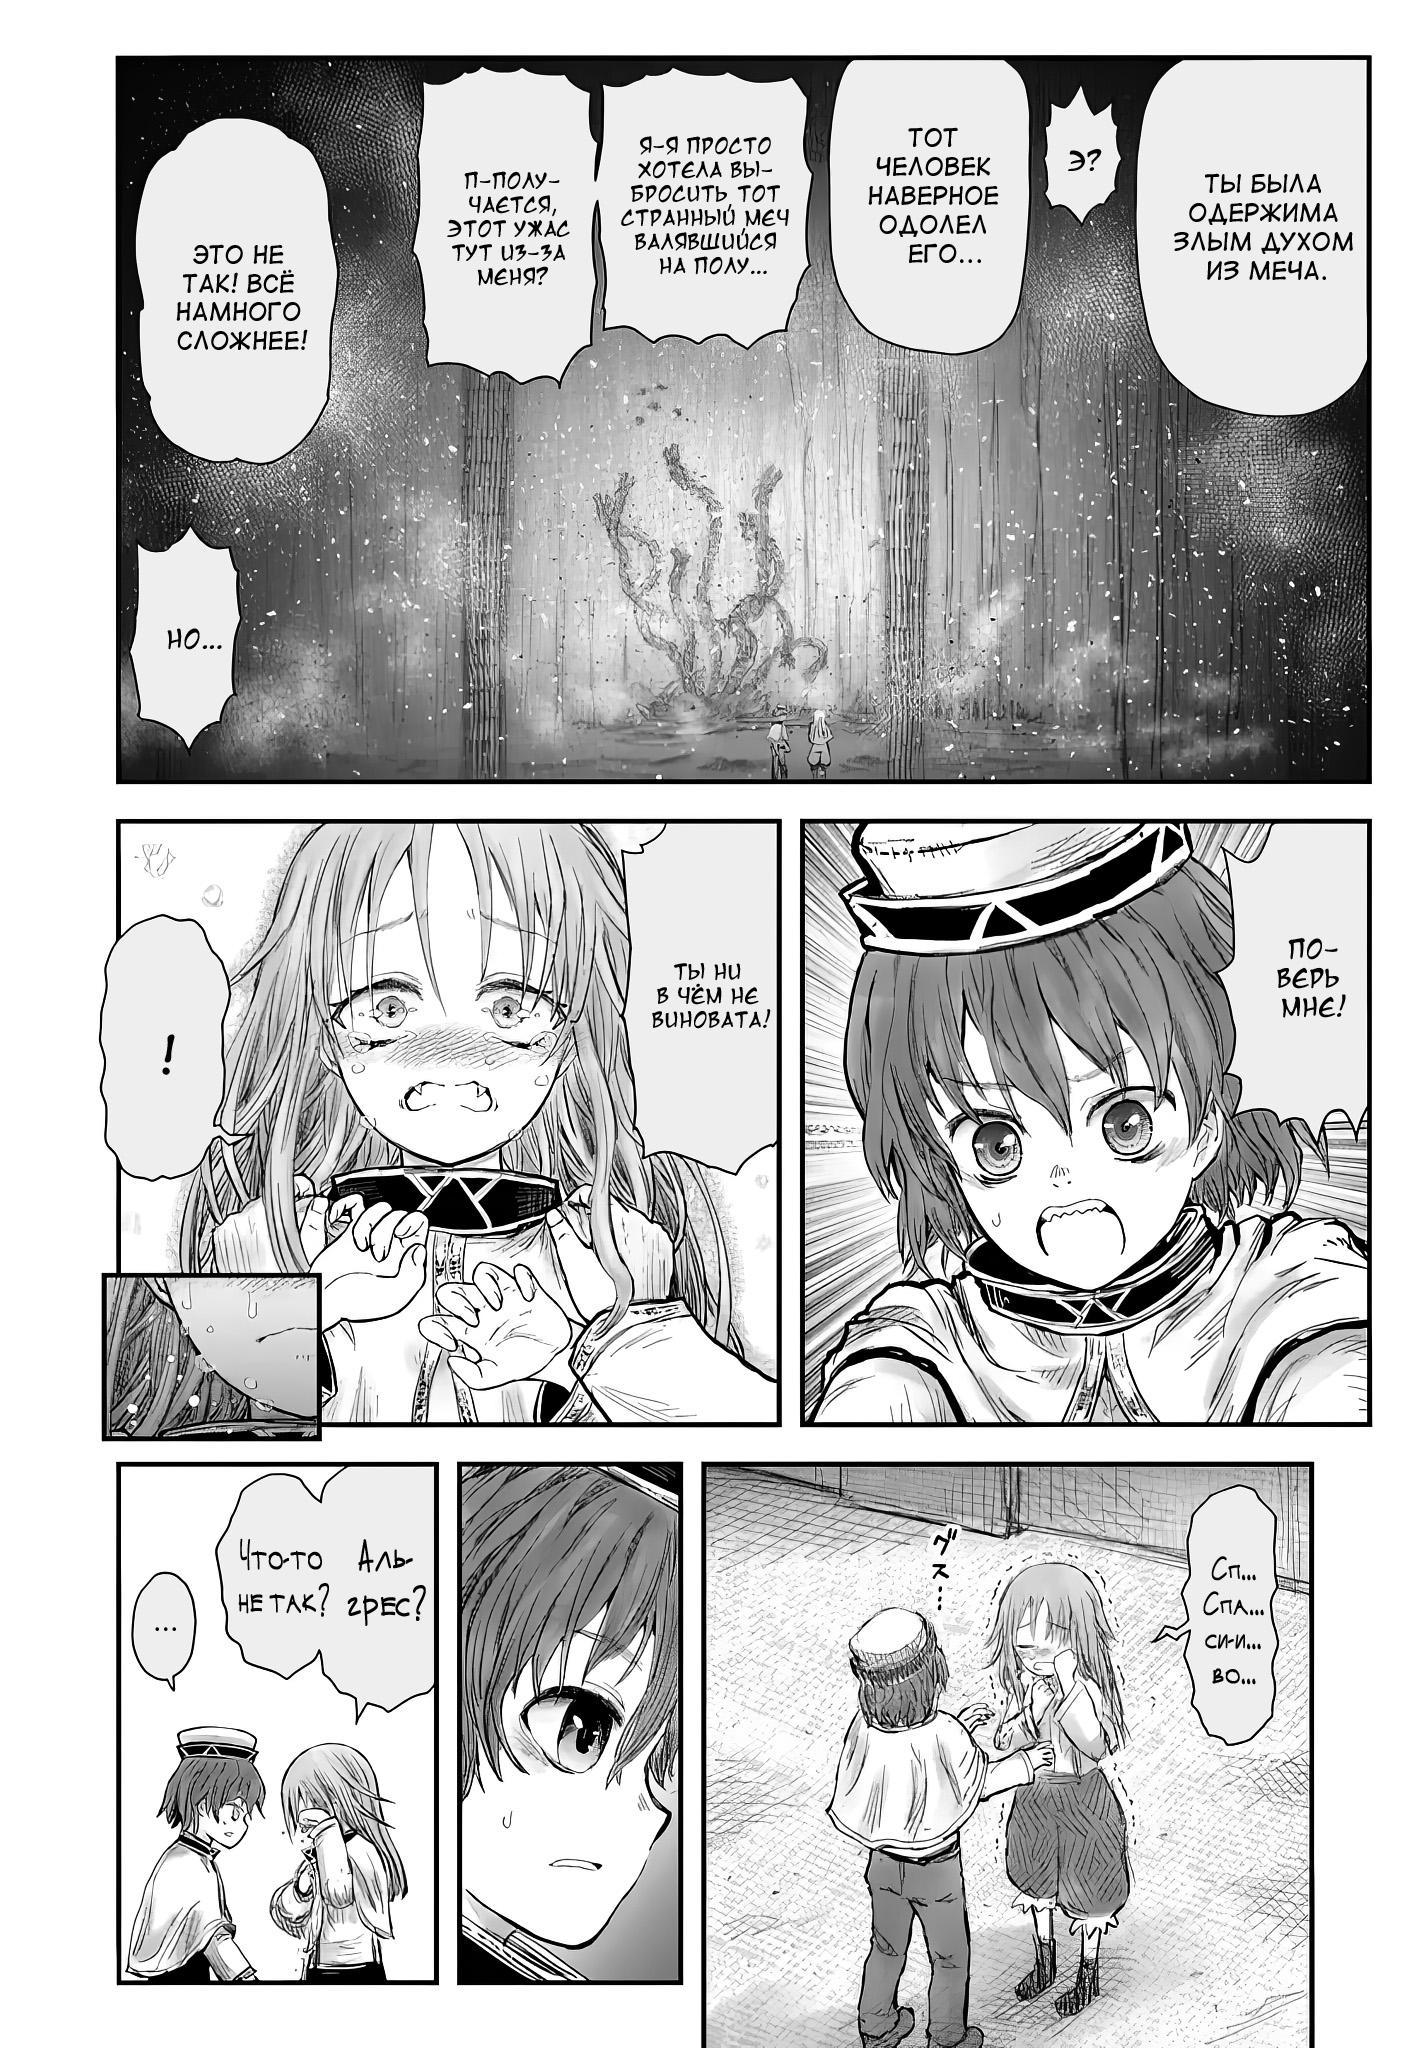 ТЫ БЫЛА
ОДЕРЖИМА
ЗЛЫМ ДУХОМ
ИЗ МЕЧА.
Э?
ТОТ
ЧЕЛОВЕК
НАВЕРНОЕ
ОДОЛЕЛ
ЕГО...
Я-Я ПРОСТО
ХОТЕЛА ВЫ-
БРОСИТЬ ТОТ
СТРАННЫЙ МЕЧ
ВАЛЯВШИЙСЯ
НА ПОЛУ...
П-ПОЛУ-
ЧАЕТСЯ,
ЭТОТ УЖАС
ТУТ ИЗ-ЗА
МЕНЯ?
ЭТО НЕ
ТАК! ВСЁ
НАМНОГО
СЛОЖНЕЕ!
НО...
ПО-
ВЕРЬ
МНЕ!
ТЫ НИ
В ЧЁМ НЕ
ВИНОВАТА!
!
Сп...
Спа...
си-и...
во...
グス...
Аль-
грес?
Что-то
не так?
...